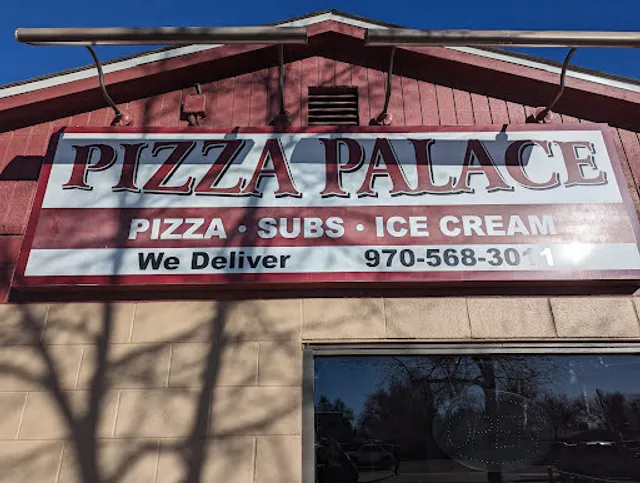 PIZZA PALACE
PIZZA • SUBS • ICE CREAM
We Deliver 970-568-3011